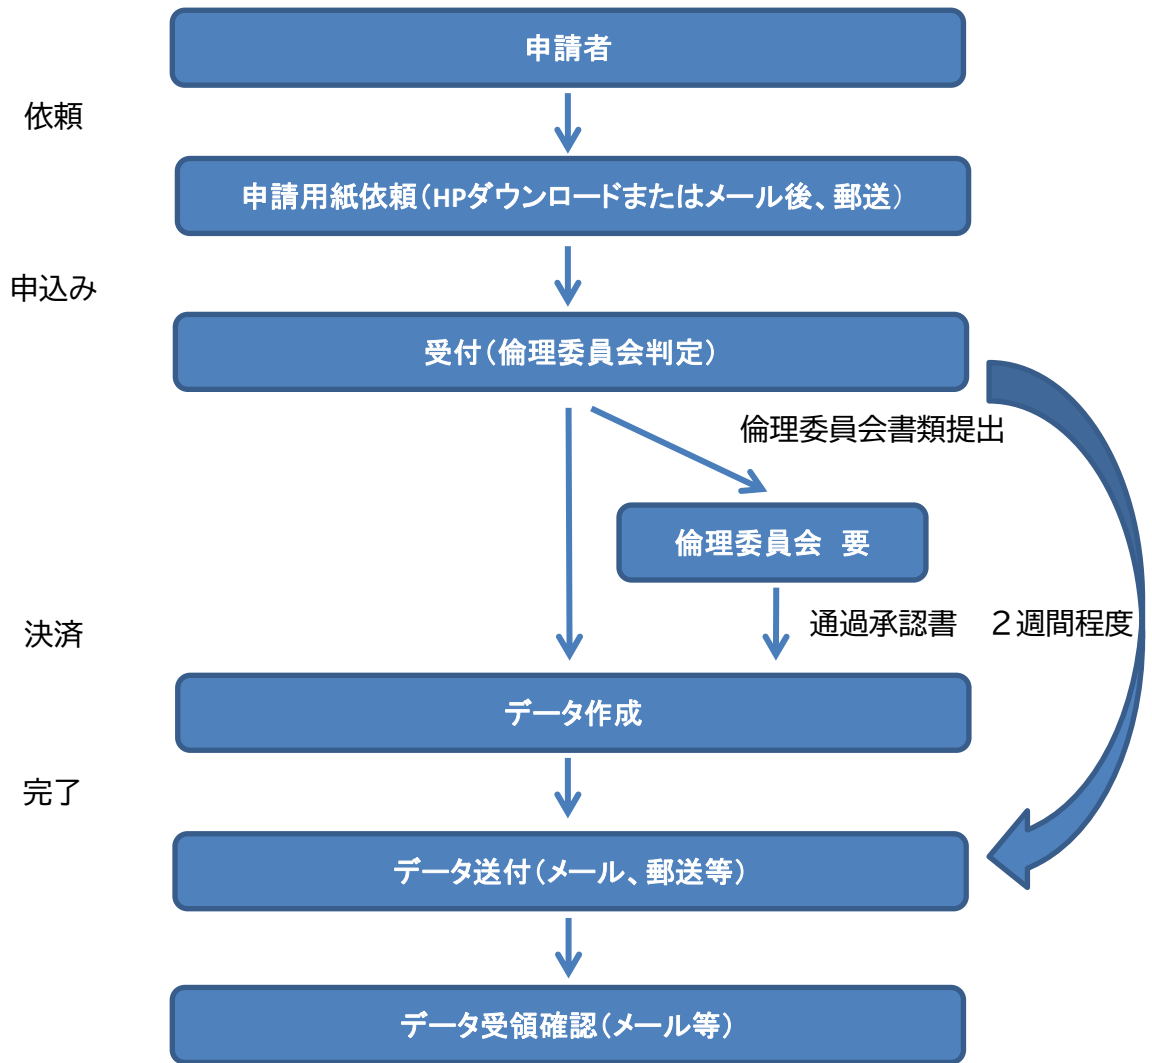 申請者
依頼
申請用紙依頼(HPダウンロードまたはメール後、郵送)
申込み
受付(倫理委員会判定)
倫理委員会書類提出
倫理委員会　要
決済
通過承認書　２週間程度
データ作成
完了
データ送付(メール、郵送等)
データ受領確認(メール等)